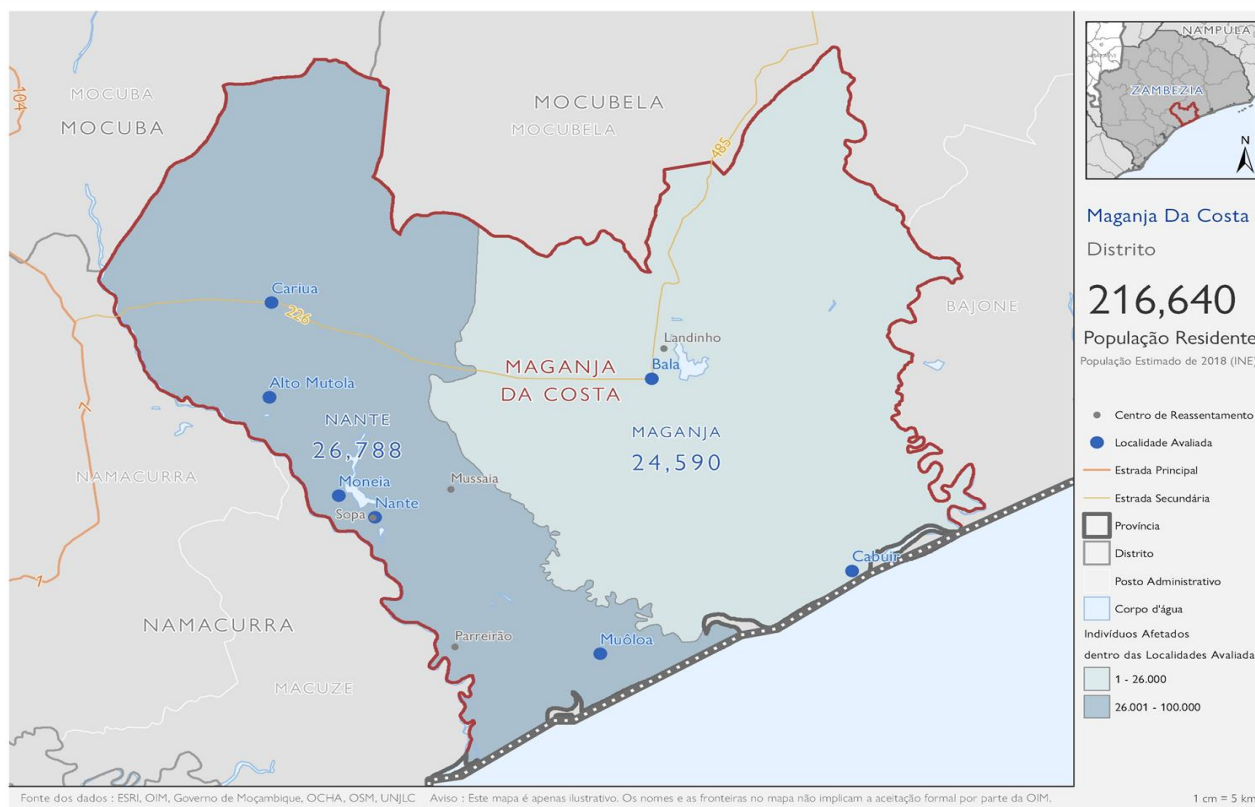 MOCUBA
MOCUBA
104
MOCUBELA
MOCUBELA
485
Cariua
226
Landinho
Bala
MAGANJA
DA COSTA
BAJONE
Alto Mutola
1
NANTE
26,788
MAGANJA
24,590
NAMACURRA
Moneia
Mussaia
Nante
Sopa
Cabuir
1
NAMACURRA
Parreirão
Muôloa
MACUZE
NAMPULA
ZAMBEZIA
N
Maganja Da Costa
Distrito
216,640
População Residente
População Estimado de 2018 (INE)
Centro de Reassentamento
Localidade Avaliada
Estrada Principal
Estrada Secundária
Província
Distrito
Posto Administrativo
Corpo d'água
Indivíduos Afetados
dentro das Localidades Avaliada
1 - 26.000
26.001 - 100.000
Fonte dos dados : ESRI, OIM, Governo de Moçambique, OCHA, OSM, UNJLC Aviso : Este mapa é apenas ilustrativo. Os nomes e as fronteiras no mapa não implicam a aceitação formal por parte da OIM.
1 cm = 5 km